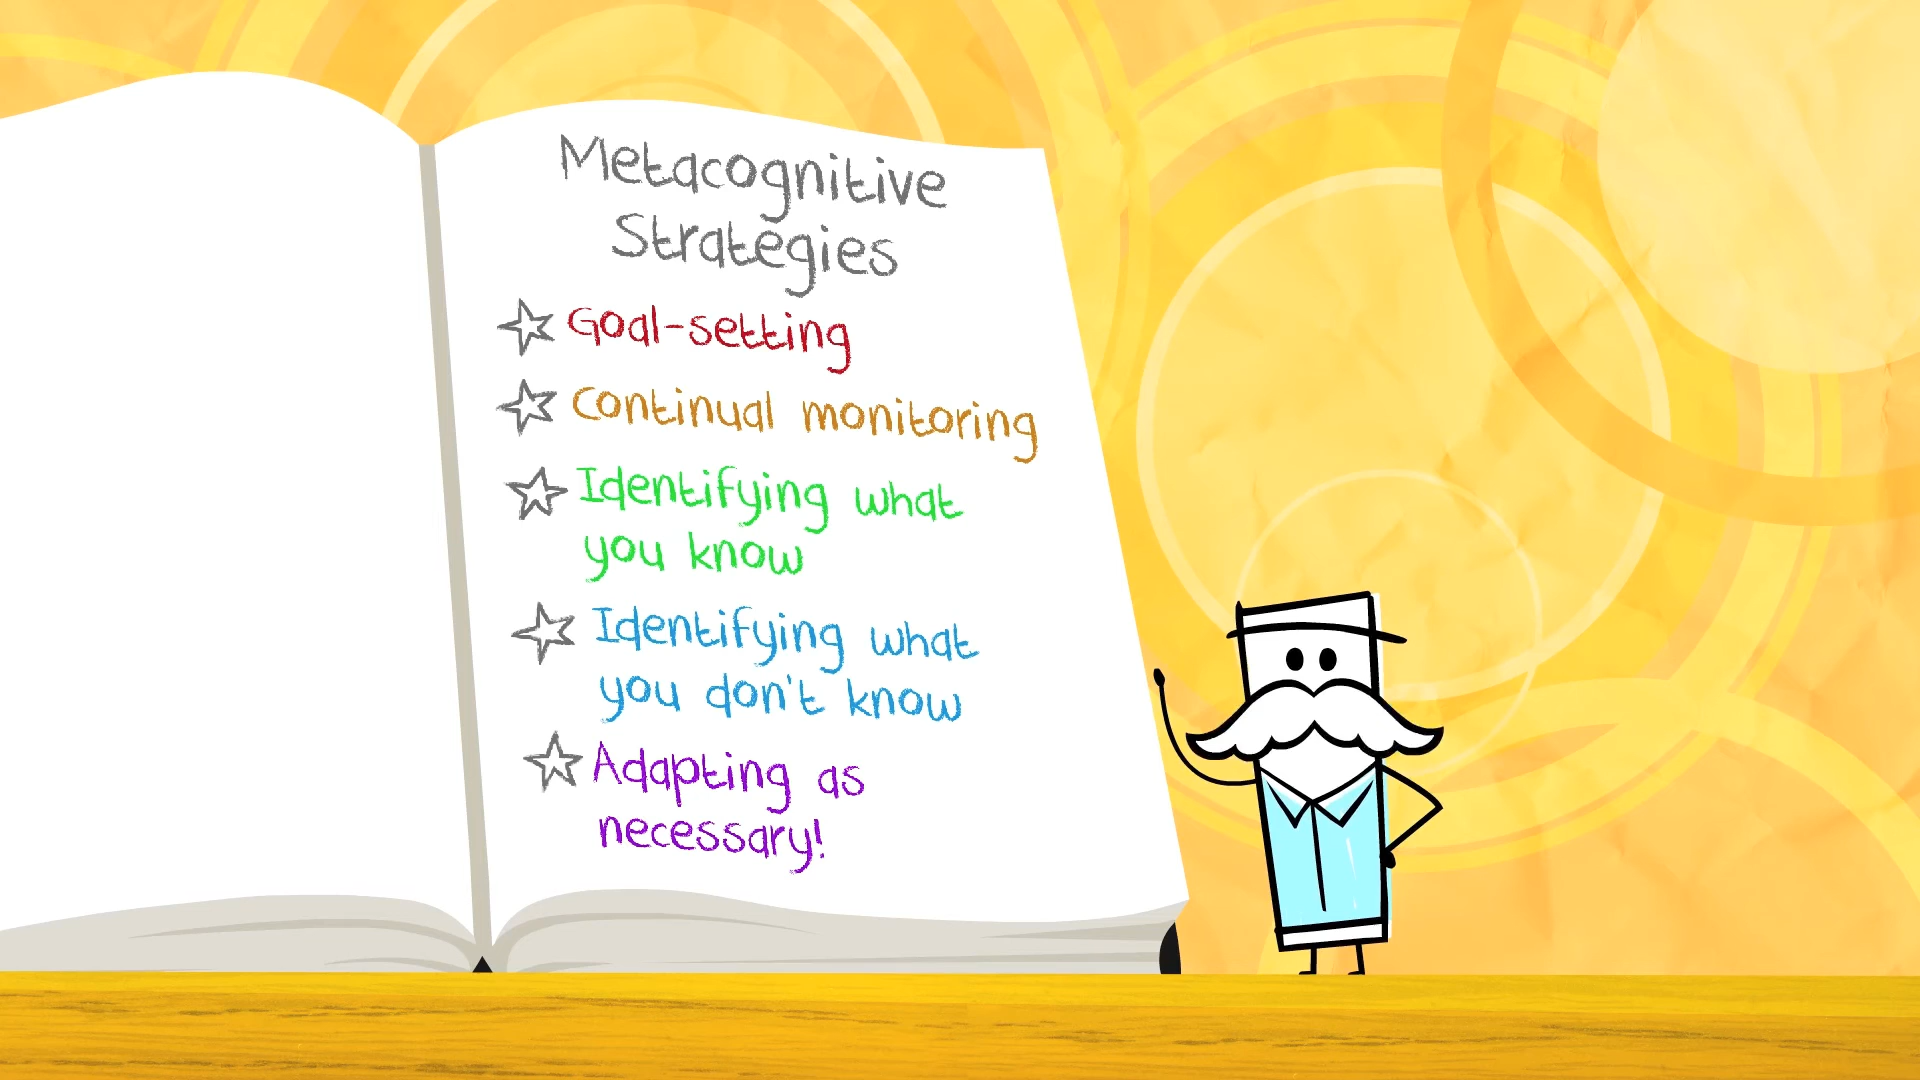 Metacognitive
Strategies
Goal-setting
Continual monitoring
Identifying what
you know
Identifying what
you don't know
Adapting as
necessary!